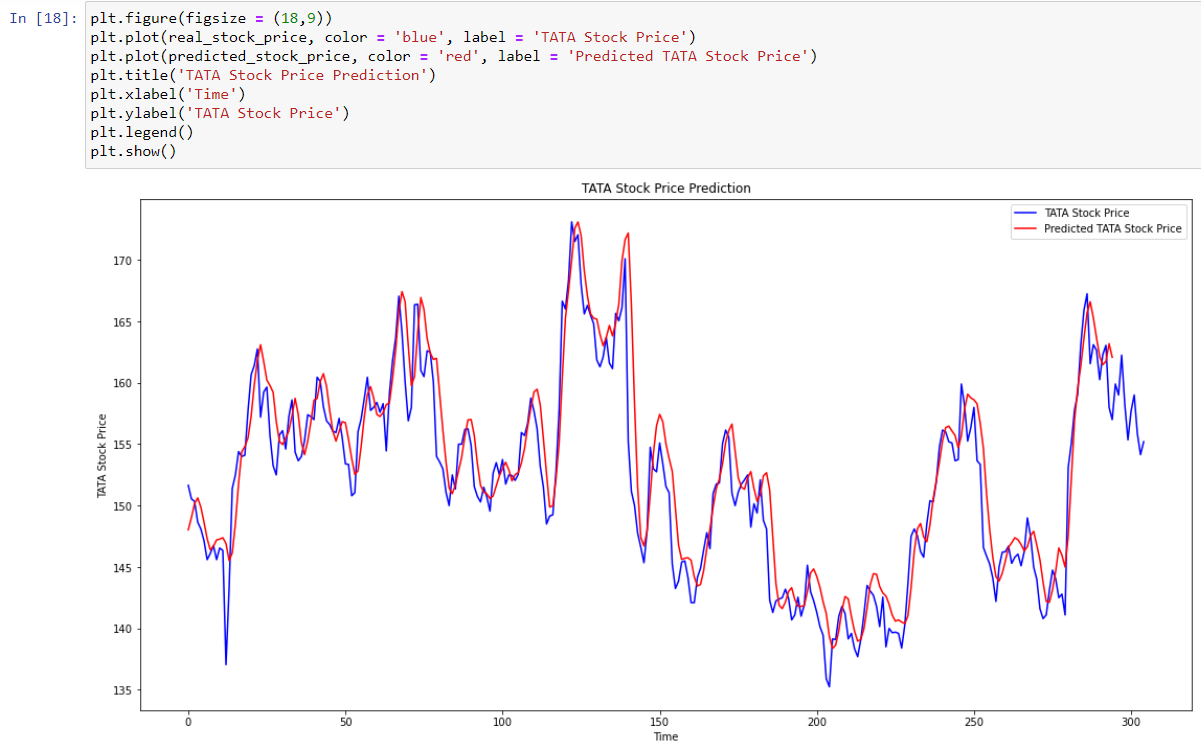 In [18]:
plt.figure(figsize = (18,9))
plt.plot(real_stock_price, color = 'blue', label = 'TATA Stock Price')
plt.plot(predicted_stock_price, color = 'red', label = 'Predicted TATA Stock Price')
plt.title('TATA Stock Price Prediction')
plt.xlabel('Time')
plt.ylabel('TATA Stock Price')
plt.legend()
plt.show()
TATA Stock Price Prediction
TATA Stock Price
Predicted TATA Stock Price
170
165
160
155
150
145
140
135
TATA Stock Price
0 50 100 150 200 250 300
Time